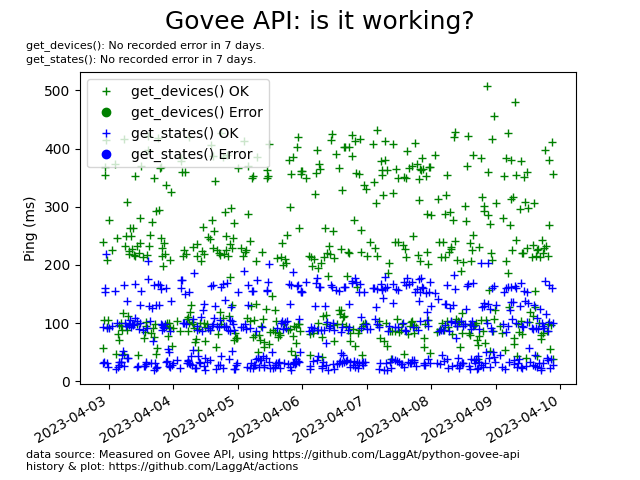 Govee API: is it working?
get_devices(): No recorded error in 7 days.
get_states(): No recorded error in 7 days.
get_devices() OK
get_devices() Error
get_states() OK
get_states() Error
Ping (ms)
500
400
300
200
100
0
2023-04-03
2023-04-04
2023-04-05
2023-04-06
2023-04-07
2023-04-08
2023-04-09
2023-04-10
data source: Measured on Govee API, using https://github.com/LaggAt/python-govee-api
history & plot: https://github.com/LaggAt/actions